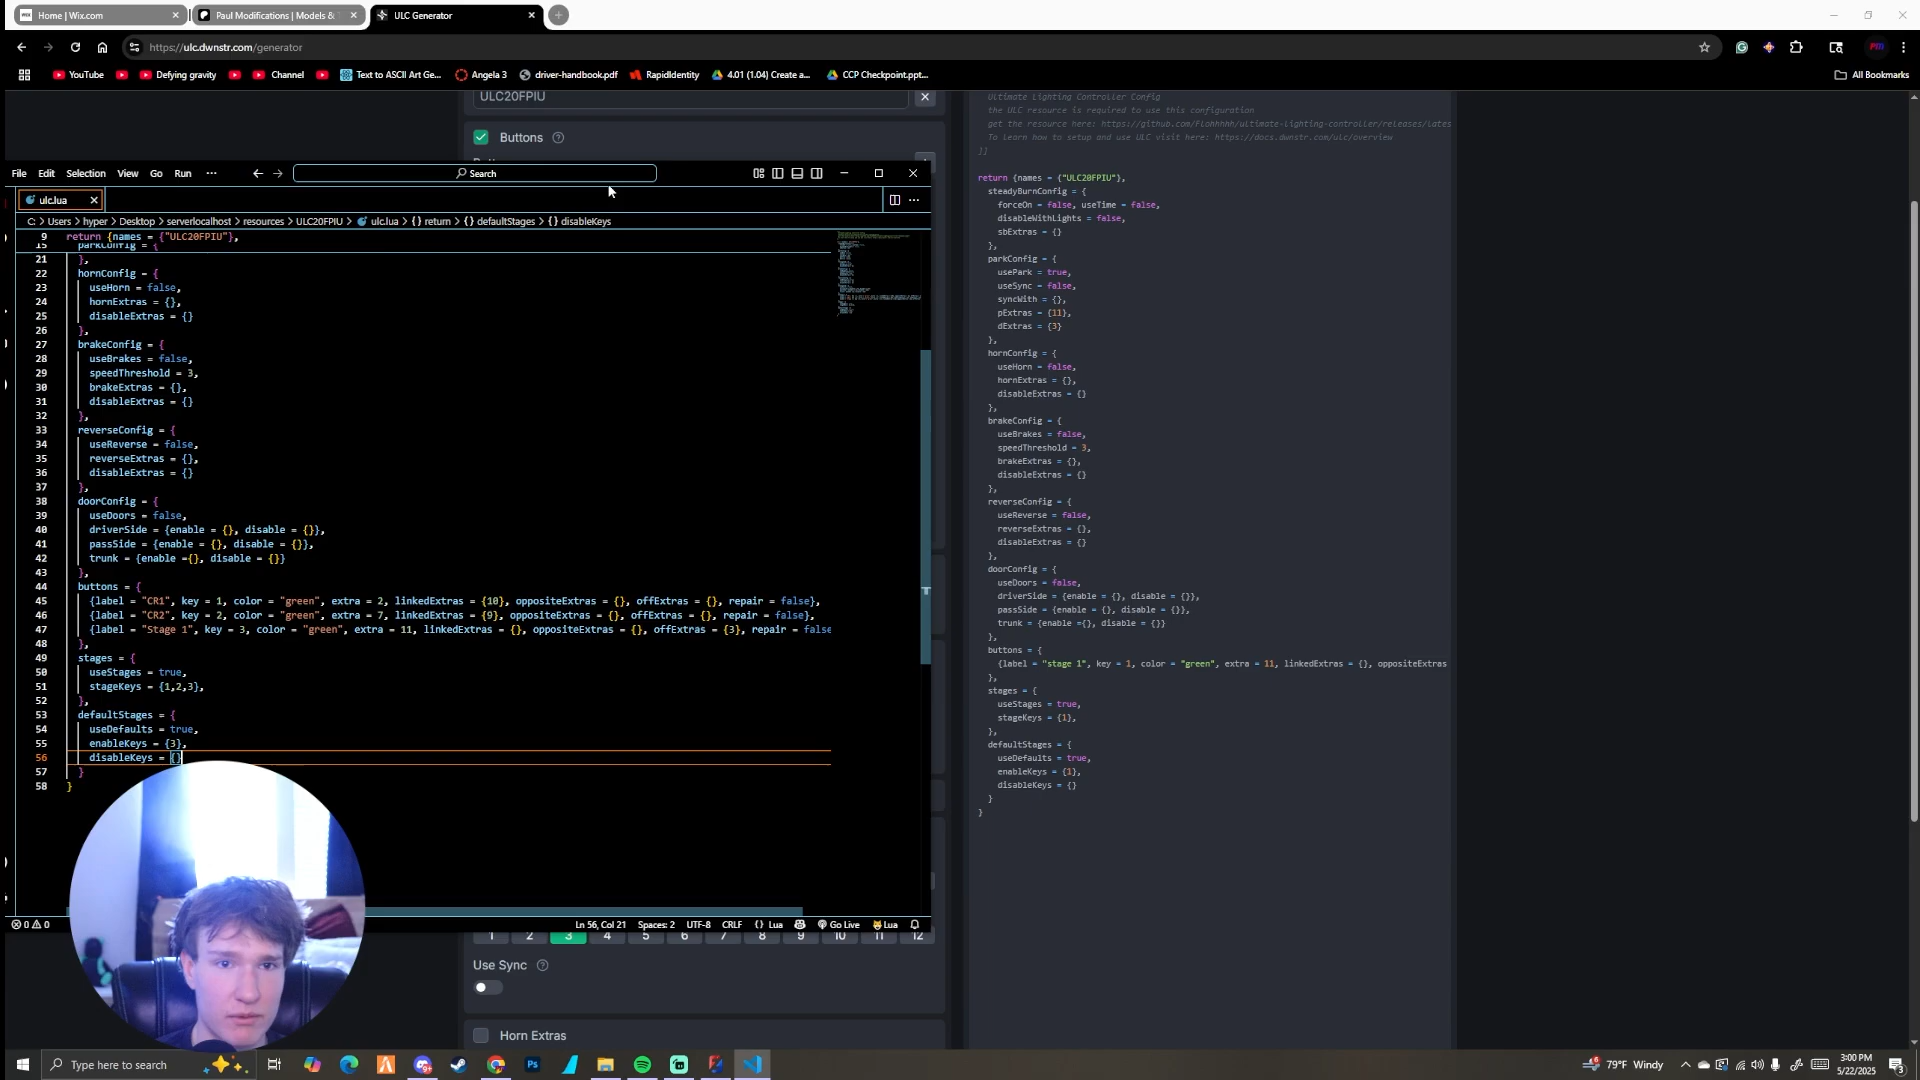 Home | Wix.com
Paul Modifications | Models &
ULC Generator
https://ulc.dwnstr.com/generator
YouTube
Defying gravity
Channel
Text to ASCII Art Ge...
Angela 3
driver-handbook.pdf
RapidIdentity
4.01 (1.04) Create a...
CCP Checkpoint.ppt...
All Bookmarks
ULC20FPIU
Buttons
File Edit Selection View Go Run
Search
ulc.lua
C: > Users > hyper > Desktop > serverlocalhost > resources > ULC20FPIU > ulc.lua > {} return > {} defaultStages > {} disableKeys
9 return {names = {"ULC20FPIU"},
15 parkConfig = {
21 },
22 hornConfig = {
23 useHorn = false,
24 hornExtras = {},
25 disableExtras = {}
26 },
27 brakeConfig = {
28 useBrakes = false,
29 speedThreshold = 3,
30 brakeExtras = {},
31 disableExtras = {}
32 },
33 reverseConfig = {
34 useReverse = false,
35 reverseExtras = {},
36 disableExtras = {}
37 },
38 doorConfig = {
39 useDoors = false,
40 driverSide = {enable = {}, disable = {}},
41 passSide = {enable = {}, disable = {}},
42 trunk = {enable ={}, disable = {}}
43 },
44 buttons = {
45 {label = "CR1", key = 1, color = "green", extra = 2, linkedExtras = {10}, oppositeExtras = {}, offExtras = {}, repair = false},
46 {label = "CR2", key = 2, color = "green", extra = 7, linkedExtras = {9}, oppositeExtras = {}, offExtras = {}, repair = false},
47 {label = "Stage 1", key = 3, color = "green", extra = 11, linkedExtras = {}, oppositeExtras = {}, offExtras = {3}, repair = false
48 },
49 stages = {
50 useStages = true,
51 stageKeys = {1,2,3},
52 },
53 defaultStages = {
54 useDefaults = true,
55 enableKeys = {3},
56 disableKeys = {}
57 }
58 }
0 0
Ln 56, Col 21 Spaces: 2 UTF-8 CRLF {} Lua Go Live Lua
1 2 3 4 5 6 7 8 9 10 11 12
Use Sync
Horn Extras
Ultimate Lighting Controller Config
the ULC resource is required to use this configuration
get the resource here: https://github.com/Flohhhhh/ultimate-lighting-controller/releases/lates
To learn how to setup and use ULC visit here: https://docs.dwnstr.com/ulc/overview
]]
return {names = {"ULC20FPIU"},
steadyBurnConfig = {
forceOn = false, useTime = false,
disableWithLights = false,
sbExtras = {}
},
parkConfig = {
usePark = true,
useSync = false,
syncWith = {},
pExtras = {11},
dExtras = {3}
},
hornConfig = {
useHorn = false,
hornExtras = {},
disableExtras = {}
},
brakeConfig = {
useBrakes = false,
speedThreshold = 3,
brakeExtras = {},
disableExtras = {}
},
reverseConfig = {
useReverse = false,
reverseExtras = {},
disableExtras = {}
},
doorConfig = {
useDoors = false,
driverSide = {enable = {}, disable = {}},
passSide = {enable = {}, disable = {}},
trunk = {enable ={}, disable = {}}
},
buttons = {
{label = "stage 1", key = 1, color = "green", extra = 11, linkedExtras = {}, oppositeExtras
},
stages = {
useStages = true,
stageKeys = {1},
},
defaultStages = {
useDefaults = true,
enableKeys = {1},
disableKeys = {}
}
}
Type here to search
79°F Windy
3:00 PM
5/22/2025